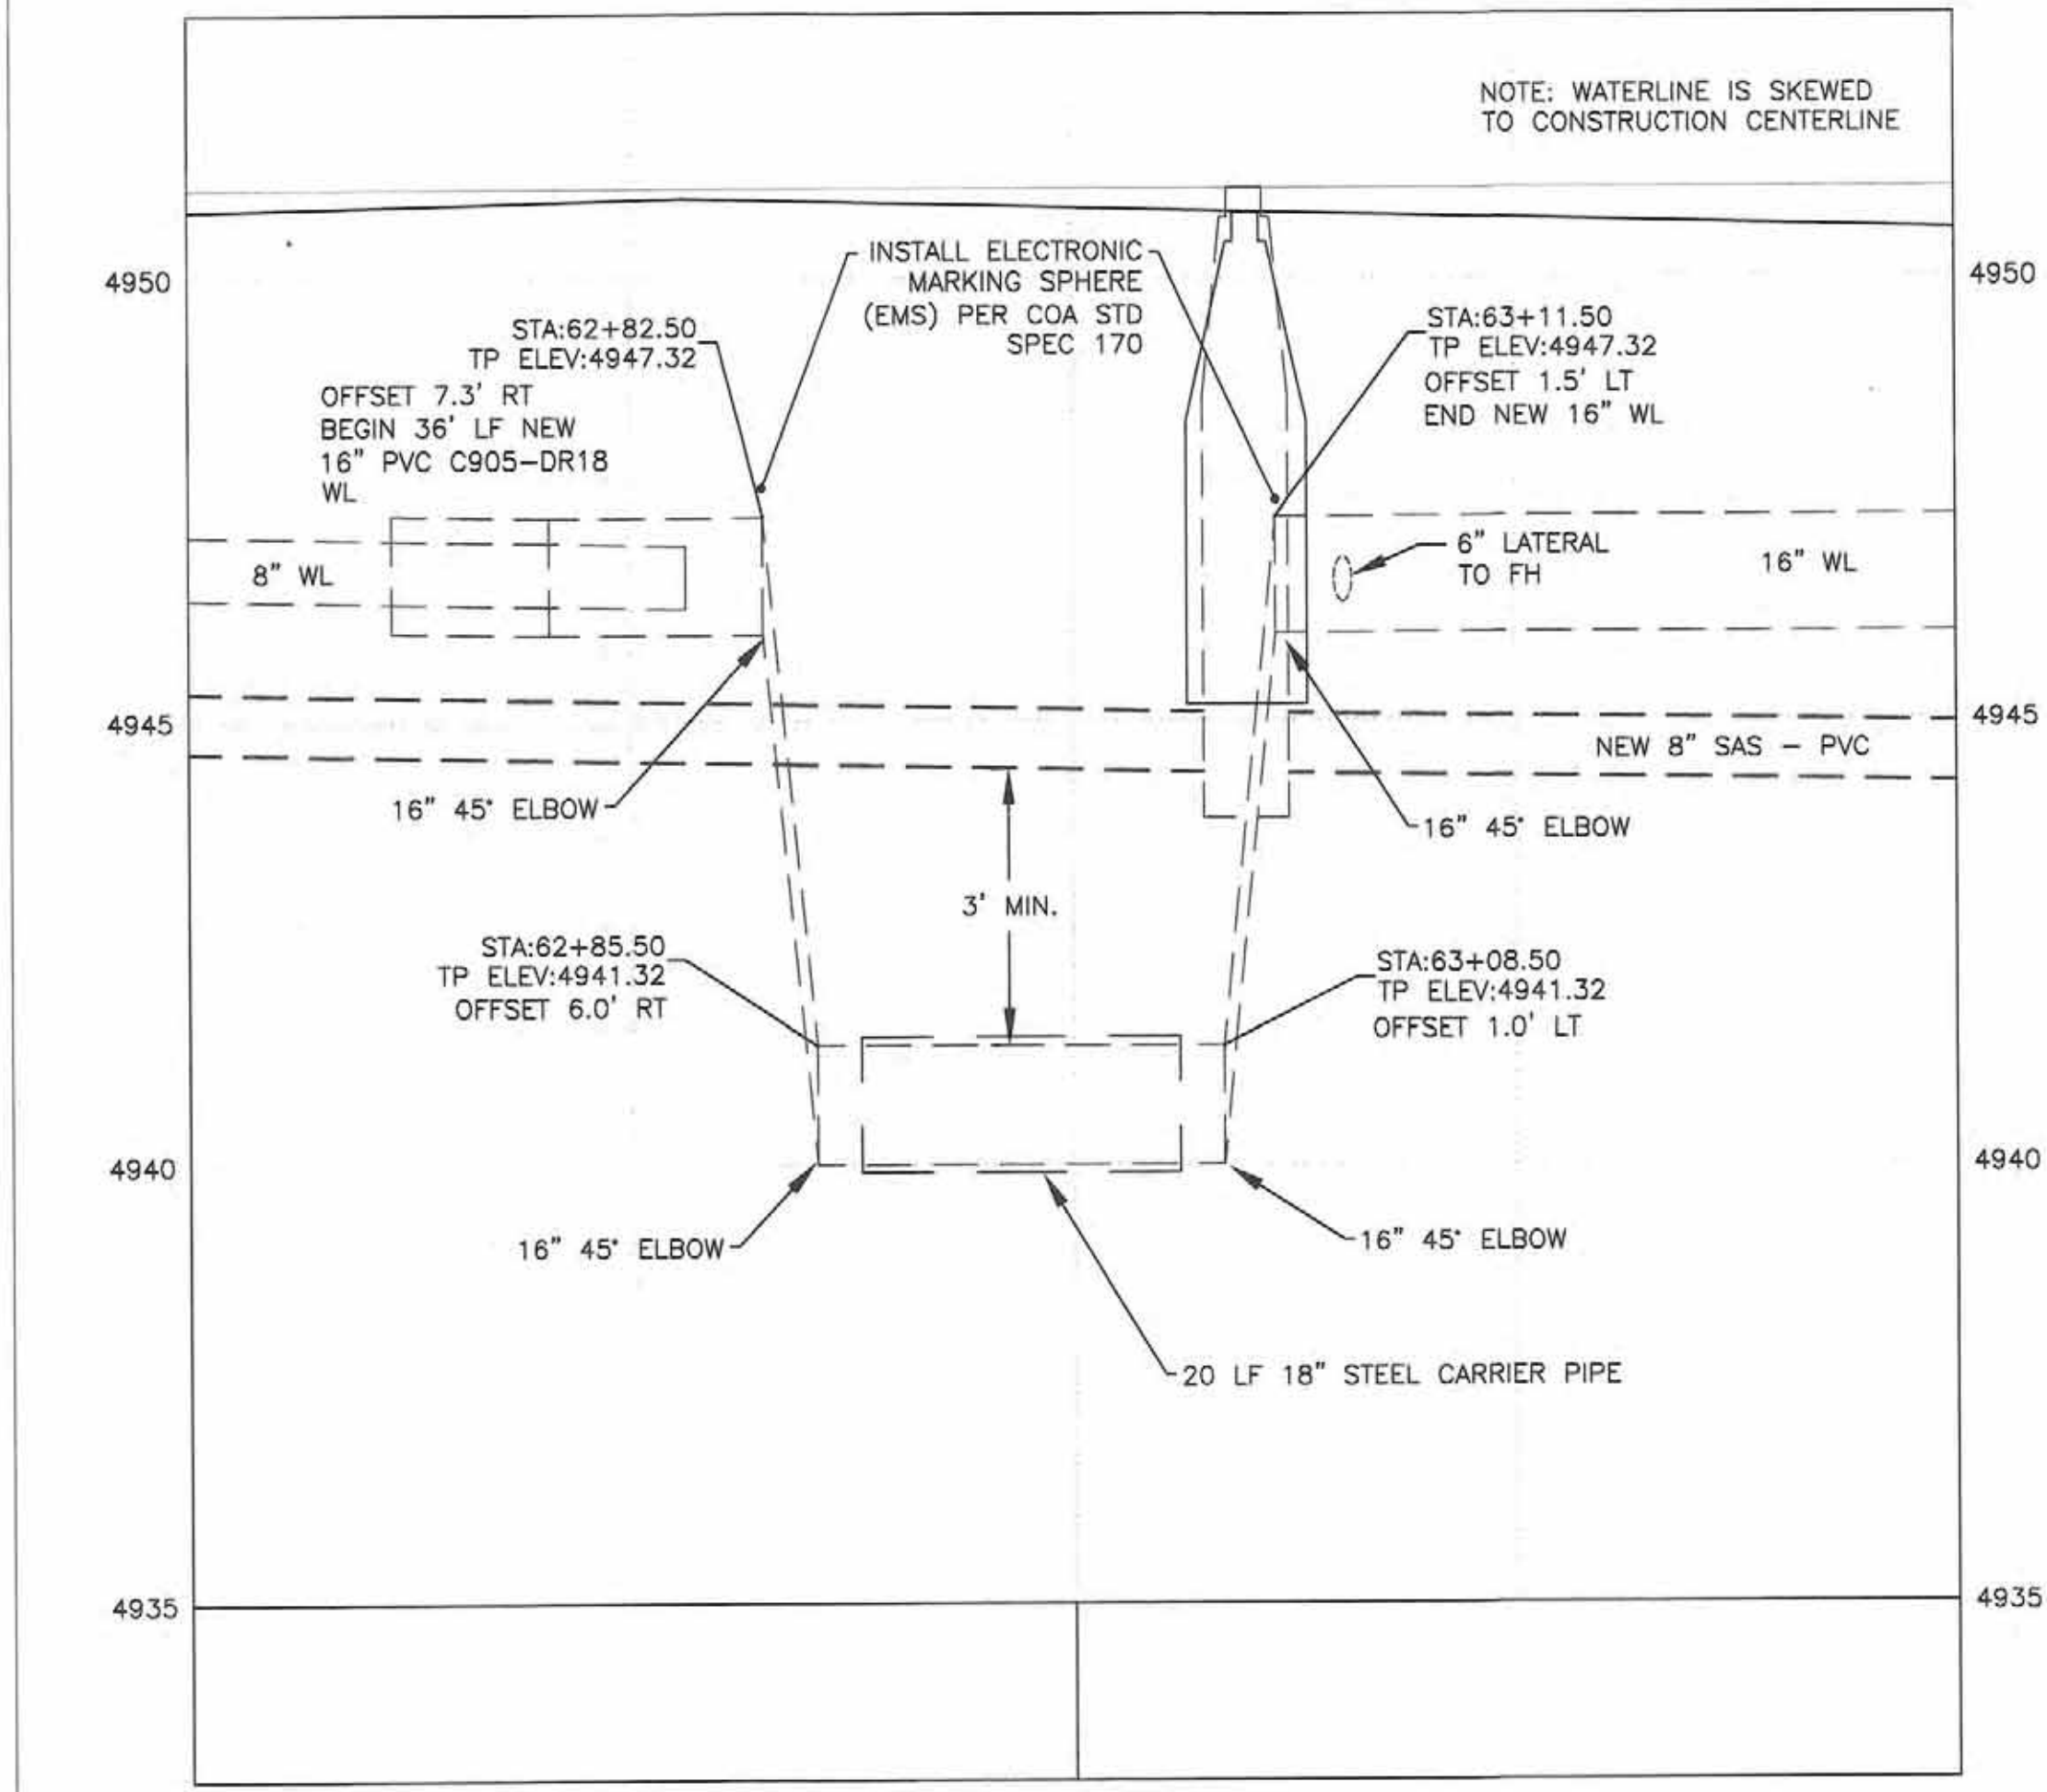 NOTE: WATERLINE IS SKEWED
TO CONSTRUCTION CENTERLINE
INSTALL ELECTRONIC
MARKING SPHERE
(EMS) PER COA STD
SPEC 170
4950
4950
STA:62+82.50
TP ELEV:4947.32
OFFSET 7.3' RT
BEGIN 36' LF NEW
16" PVC C905-DR18
WL
STA:63+11.50
TP ELEV:4947.32
OFFSET 1.5' LT
END NEW 16" WL
8" WL
6" LATERAL
TO FH
16" WL
4945
4945
NEW 8" SAS - PVC
16" 45° ELBOW
16" 45° ELBOW
3' MIN.
STA:62+85.50
TP ELEV:4941.32
OFFSET 6.0' RT
STA:63+08.50
TP ELEV:4941.32
OFFSET 1.0' LT
4940
4940
16" 45° ELBOW
16" 45° ELBOW
20 LF 18" STEEL CARRIER PIPE
4935
4935